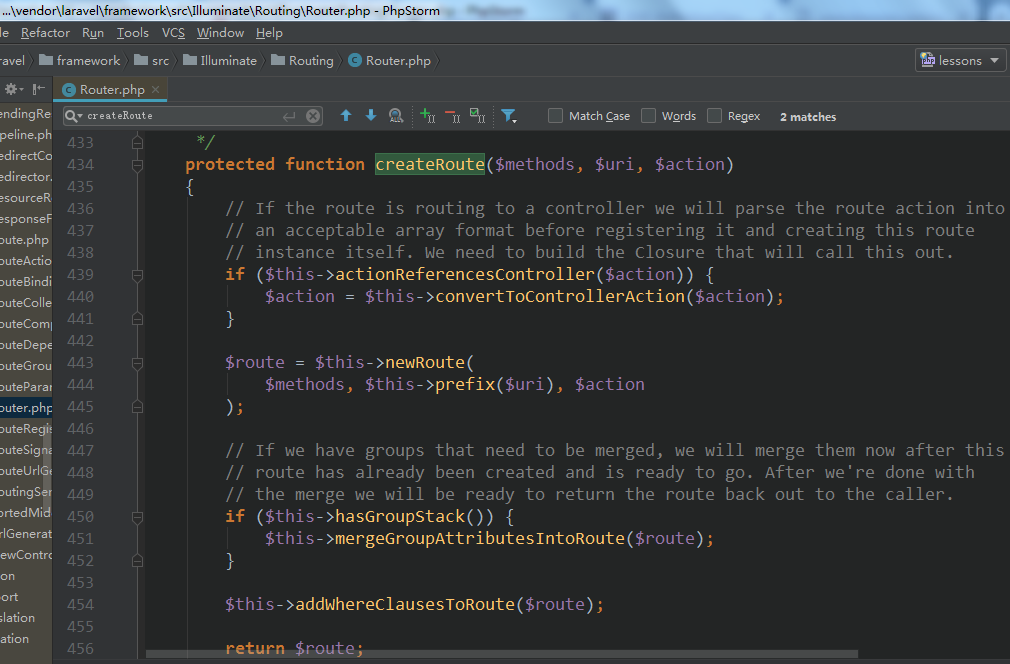 ...\vendor\laravel\framework\src\Illuminate\Routing\Router.php - PhpStorm
le Refactor Run Tools VCS Window Help
ravel framework src Illuminate Routing Router.php lessons
Router.php
createRoute Match Case Words Regex 2 matches
endingRe
ipeline.ph
edirectCo
edirector.
esourceR
esponseF
oute.php
outeActio
outeBindi
outeColle
outeComp
outeDepe
outeGrou
outeParar
outer.php
outeRegis
outeSigna
outeUrlGe
outingSer
ortedMid
rlGenerat
ewContro
on
port
slation
ation
433 */
434 protected function createRoute($methods, $uri, $action)
435 {
436 // If the route is routing to a controller we will parse the route action into
437 // an acceptable array format before registering it and creating this route
438 // instance itself. We need to build the Closure that will call this out.
439 if ($this->actionReferencesController($action)) {
440 $action = $this->convertToControllerAction($action);
441 }
442
443 $route = $this->newRoute(
444 $methods, $this->prefix($uri), $action
445 );
446
447 // If we have groups that need to be merged, we will merge them now after this
448 // route has already been created and is ready to go. After we're done with
449 // the merge we will be ready to return the route back out to the caller.
450 if ($this->hasGroupStack()) {
451 $this->mergeGroupAttributesIntoRoute($route);
452 }
453
454 $this->addWhereClausesToRoute($route);
455
456 return $route;